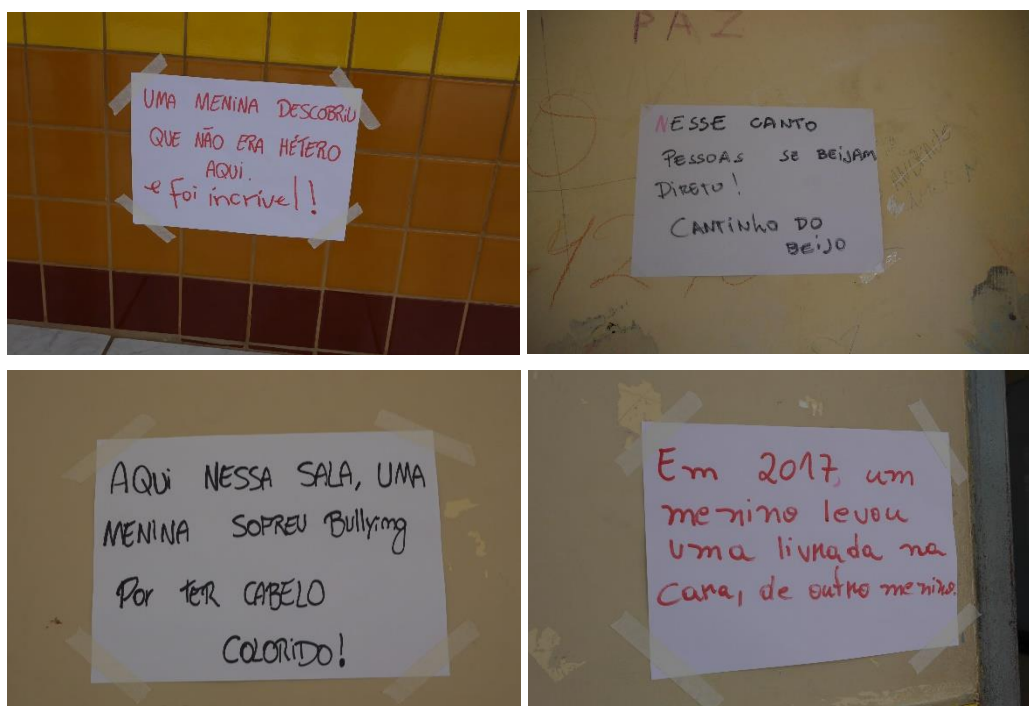 UMA MENINA DESCOBRIU
QUE NÃO ERA HÉTERO
AQUI.
e foi incrível!
PAZ
NESSE CANTO
PESSOAS SE BEIJAM
DIRETO!
CANTINHO DO
BEIJO
AQUI NESSA SALA, UMA
MENINA SOFREU Bullying
Por TER CABELO
COLORIDO!
Em 2017, um
menino levou
uma livrada na
cara, de outro menino.